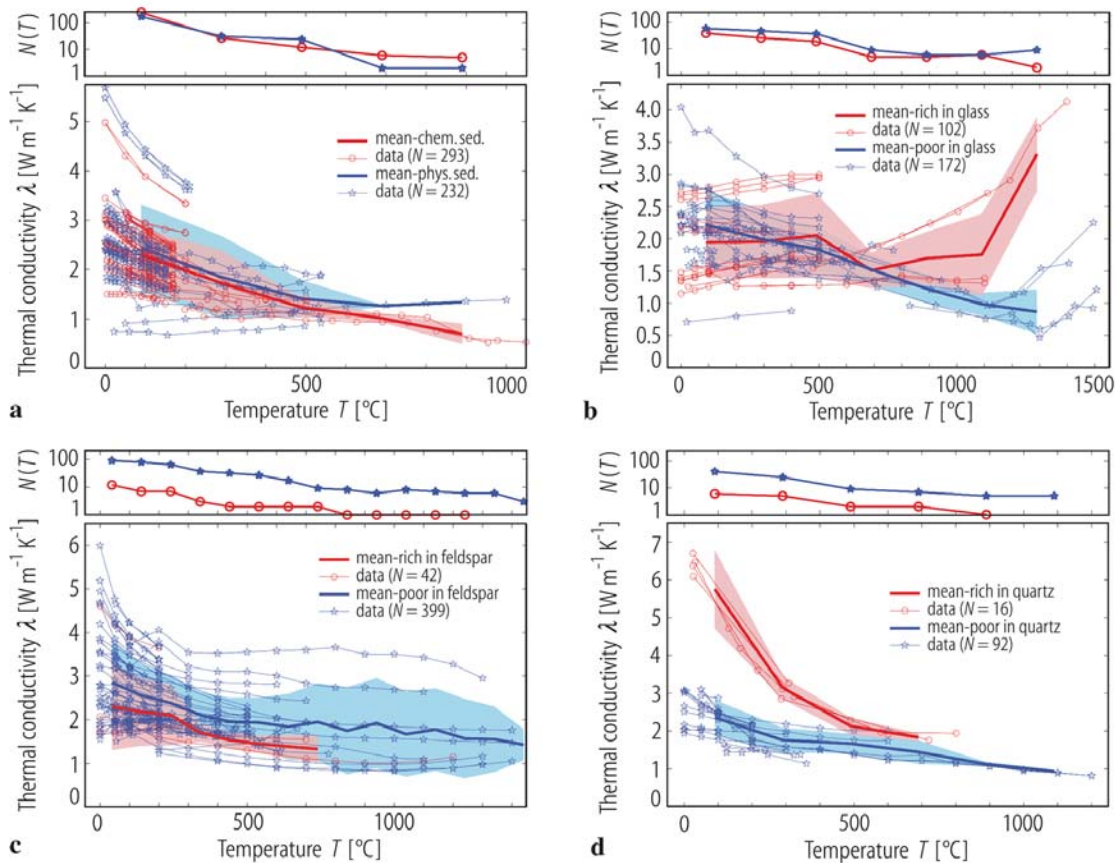 N(T)
100
10
1
Thermal conductivity λ [W m⁻¹ K⁻¹]
5
4
3
2
1
0
mean-chem. sed.
data (N = 293)
mean-phys.sed.
data (N = 232)
0 500 1000
Temperature T [°C]
a
N(T)
100
10
1
Thermal conductivity λ [W m⁻¹ K⁻¹]
4.0
3.5
3.0
2.5
2.0
1.5
1.0
0.5
0
mean-rich in glass
data (N = 102)
mean-poor in glass
data (N = 172)
0 500 1000 1500
Temperature T [°C]
b
N(T)
100
10
1
Thermal conductivity λ [W m⁻¹ K⁻¹]
6
5
4
3
2
1
0
mean-rich in feldspar
data (N = 42)
mean-poor in feldspar
data (N = 399)
0 500 1000
Temperature T [°C]
c
N(T)
100
10
1
Thermal conductivity λ [W m⁻¹ K⁻¹]
7
6
5
4
3
2
1
0
mean-rich in quartz
data (N = 16)
mean-poor in quartz
data (N = 92)
0 500 1000
Temperature T [°C]
d